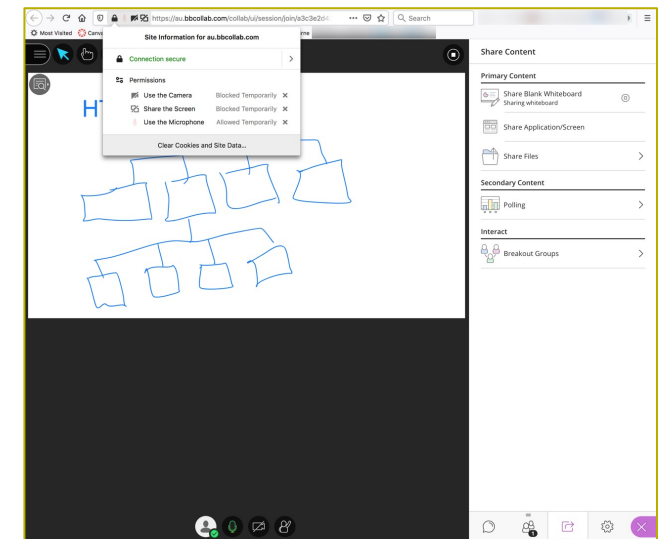 https://au.bbcollab.com/collab/ui/session/join/a3c3e2d4
Search
Most Visited
Site Information for au.bbcollab.com
Connection secure
Permissions
Use the Camera Blocked Temporarily
Share the Screen Blocked Temporarily
Use the Microphone Allowed Temporarily
Clear Cookies and Site Data...
Share Content
Primary Content
Share Blank Whiteboard
Sharing whiteboard
Share Application/Screen
Share Files
Secondary Content
Polling
Interact
Breakout Groups
1